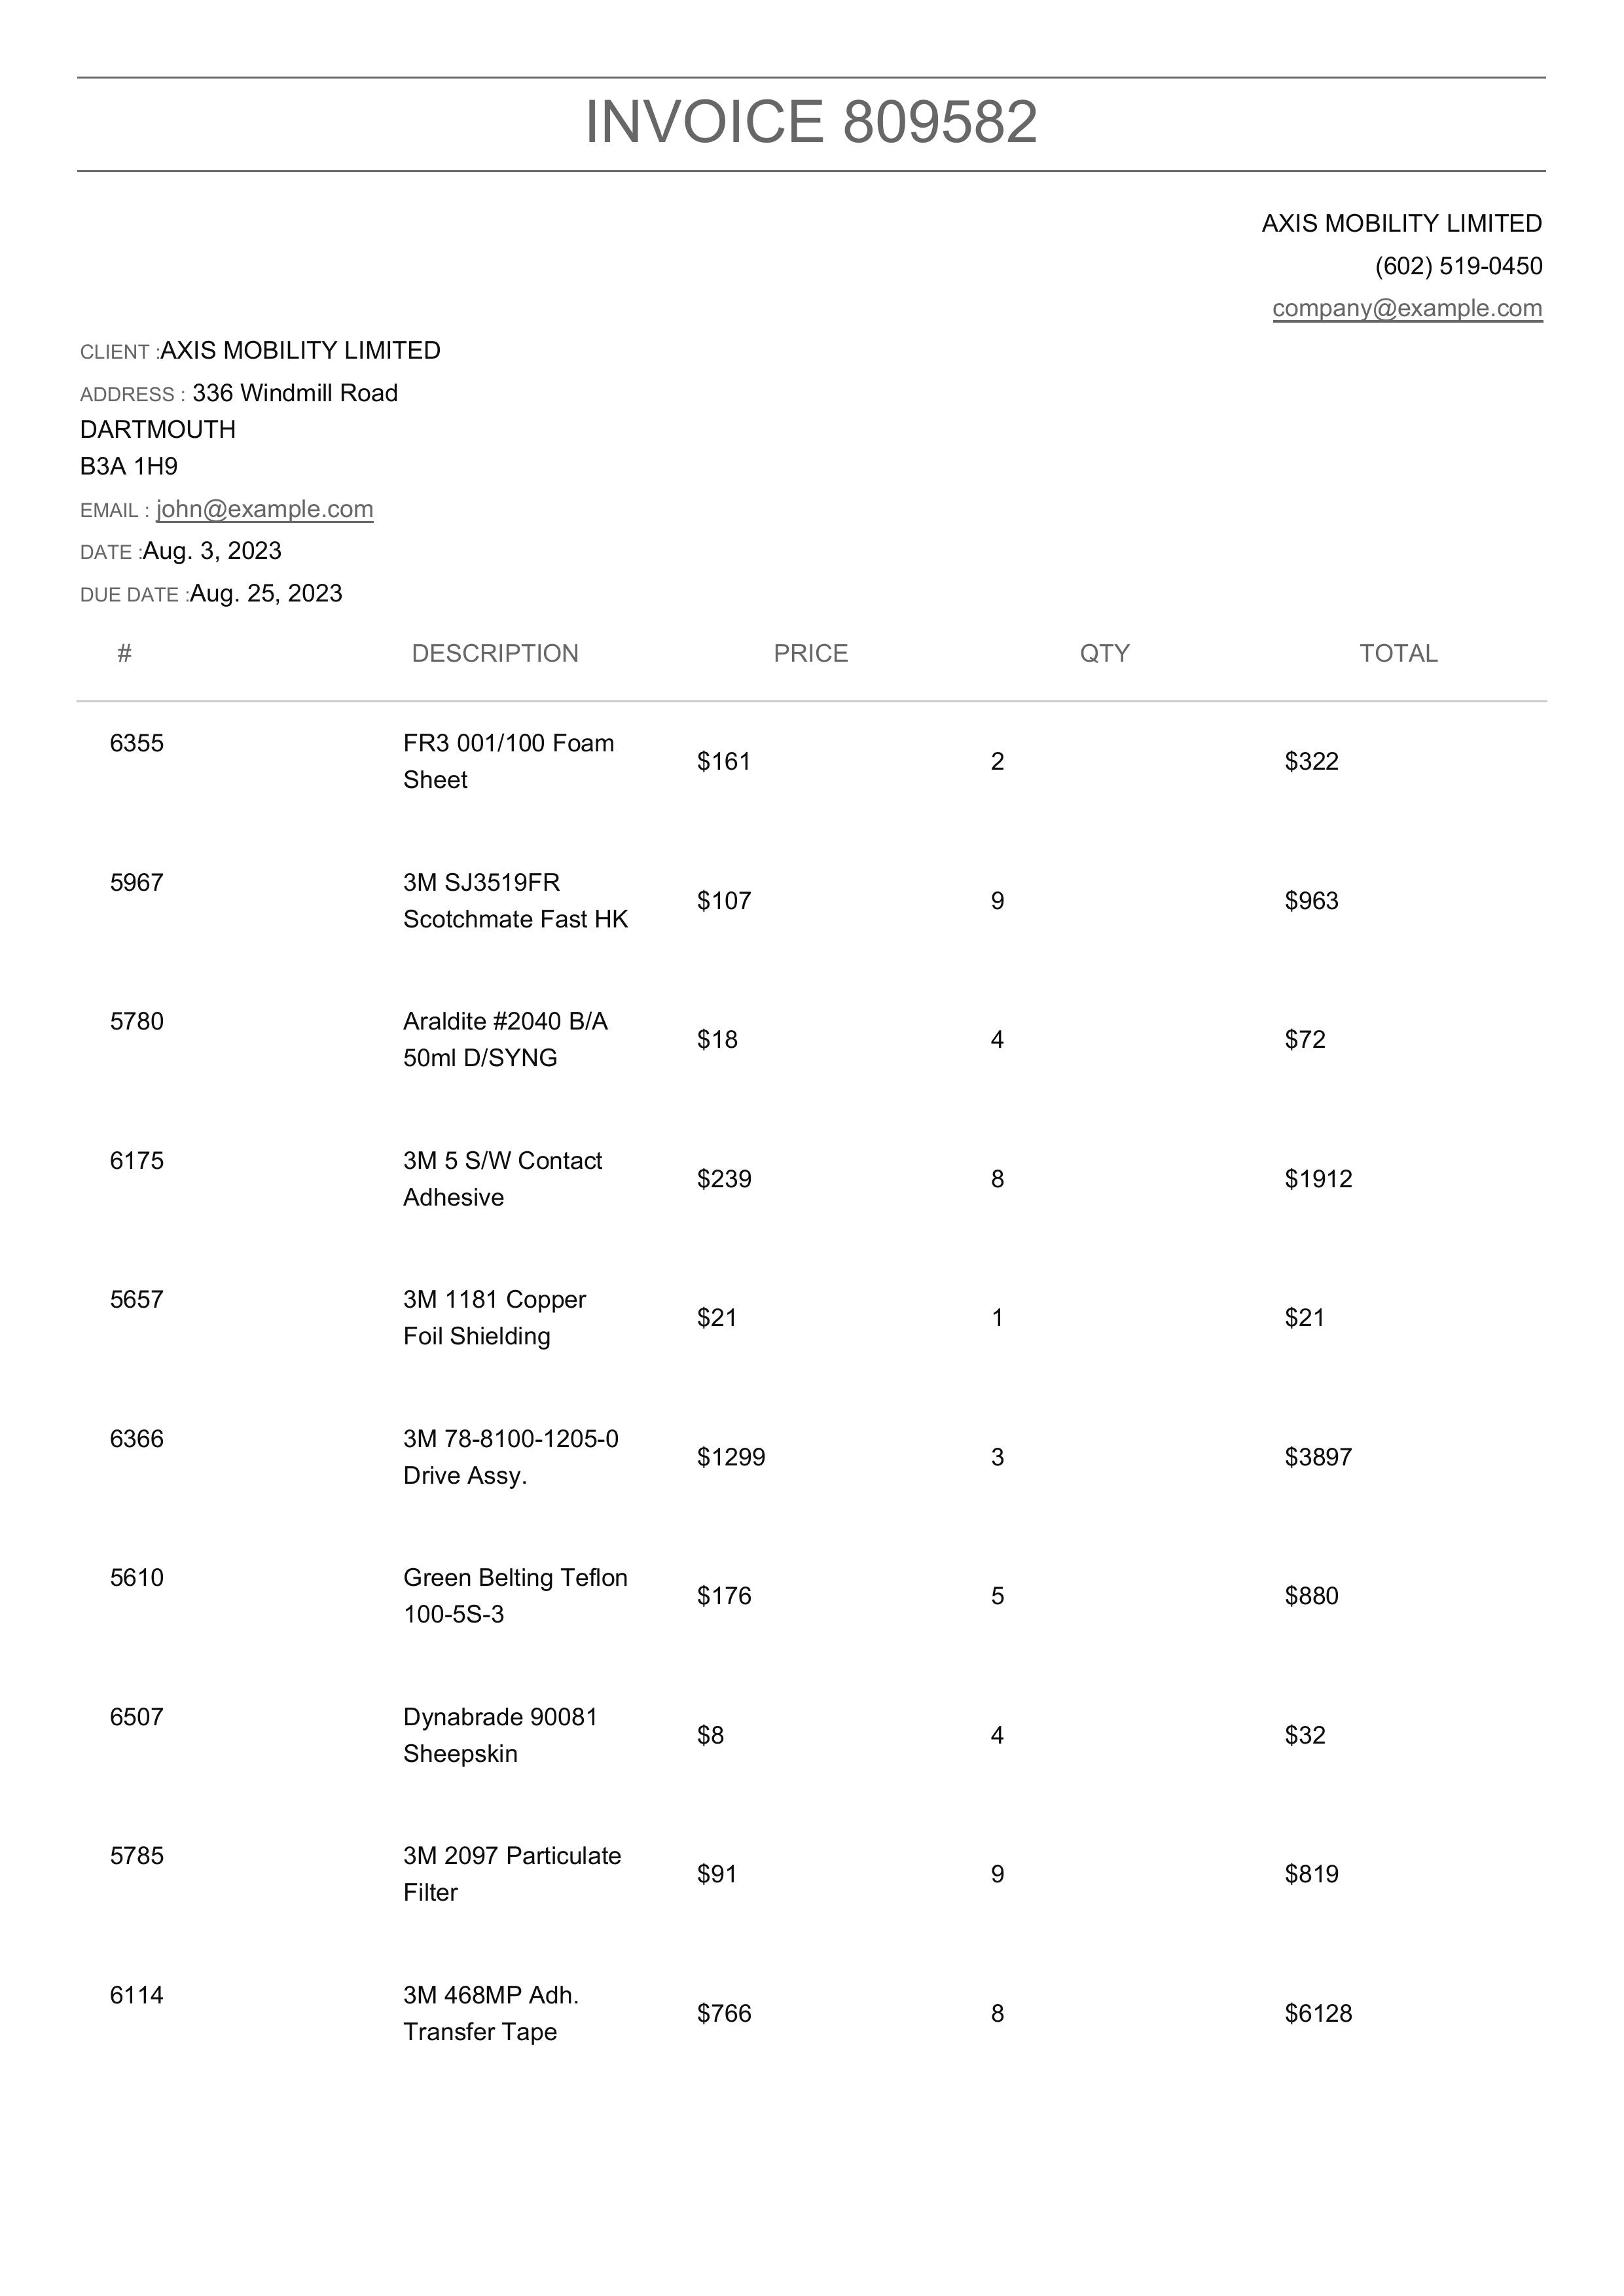 INVOICE 809582
AXIS MOBILITY LIMITED
(602) 519-0450
company@example.com
CLIENT :AXIS MOBILITY LIMITED
ADDRESS : 336 Windmill Road
DARTMOUTH
B3A 1H9
EMAIL : john@example.com
DATE :Aug. 3, 2023
DUE DATE :Aug. 25, 2023
# DESCRIPTION PRICE QTY TOTAL
6355 FR3 001/100 Foam
Sheet
$161 2 $322
5967 3M SJ3519FR
Scotchmate Fast HK
$107 9 $963
5780 Araldite #2040 B/A
50ml D/SYNG
$18 4 $72
6175 3M 5 S/W Contact
Adhesive
$239 8 $1912
5657 3M 1181 Copper
Foil Shielding
$21 1 $21
6366 3M 78-8100-1205-0
Drive Assy.
$1299 3 $3897
5610 Green Belting Teflon
100-5S-3
$176 5 $880
6507 Dynabrade 90081
Sheepskin
$8 4 $32
5785 3M 2097 Particulate
Filter
$91 9 $819
6114 3M 468MP Adh.
Transfer Tape
$766 8 $6128